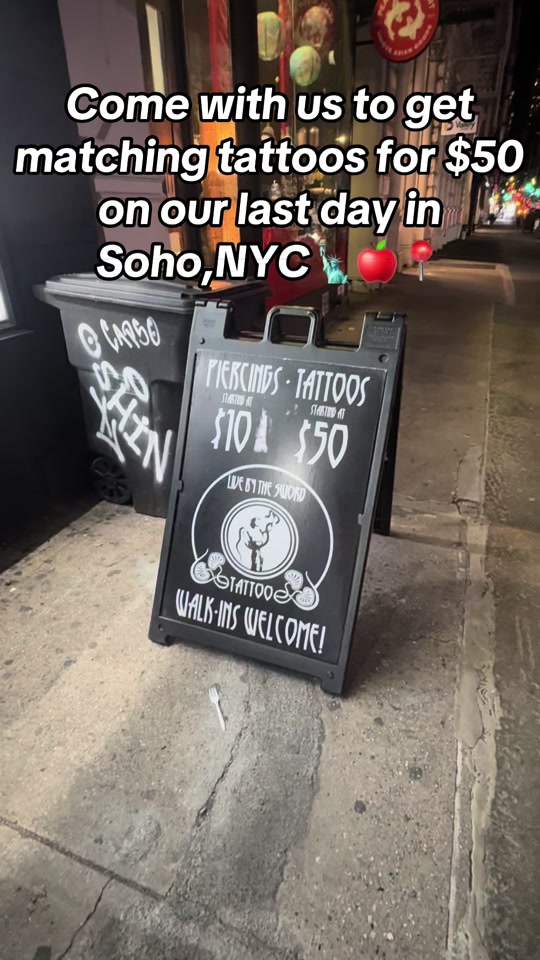 Come with us to get
matching tattoos for $50
on our last day in
Soho,NYC🗽🍎📍
PIERCINGS · TATTOOS
STARTING AT
$10
STARTING AT
$50
LIVE BY THE SWORD
TATTOO
WALK-INS WELCOME!